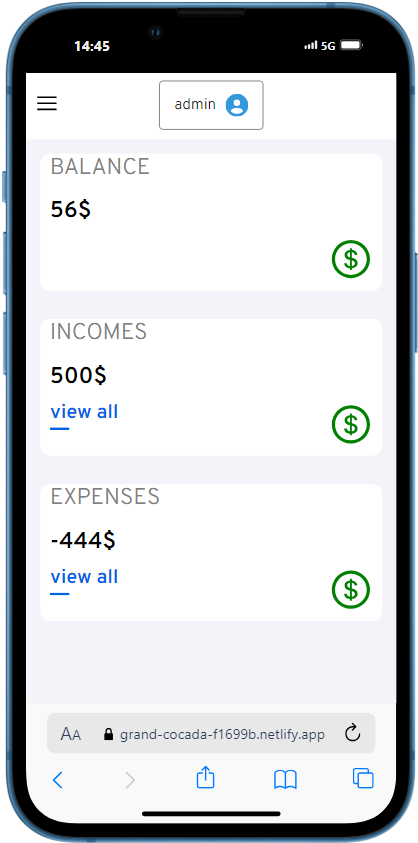 14:45
5G
admin
BALANCE
56$
$
INCOMES
500$
view all
$
EXPENSES
-444$
view all
$
AA grand-cocada-f1699b.netlify.app